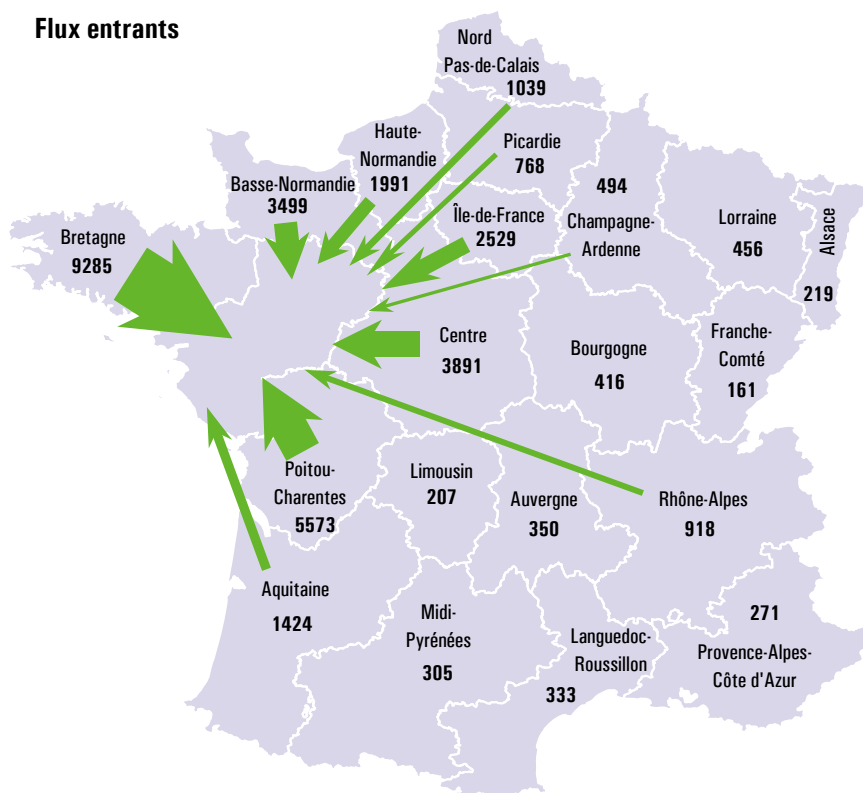 Flux entrants
Nord
Pas-de-Calais
1039
Haute-
Normandie
1991
Picardie
768
494
Champagne-
Ardenne
Lorraine
456
Alsace
219
Basse-Normandie
3499
Île-de-France
2529
Bretagne
9285
Centre
3891
Bourgogne
416
Franche-
Comté
161
Poitou-
Charentes
5573
Limousin
207
Auvergne
350
Rhône-Alpes
918
Aquitaine
1424
Midi-
Pyrénées
305
Languedoc-
Roussillon
333
271
Provence-Alpes-
Côte d'Azur